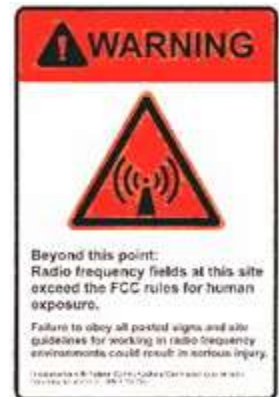 WARNING
Beyond this point:
Radio frequency fields at this site
exceed the FCC rules for human
exposure.
Failure to obey all posted signs and site
guidelines for working in radio frequency
environments could result in serious injury.